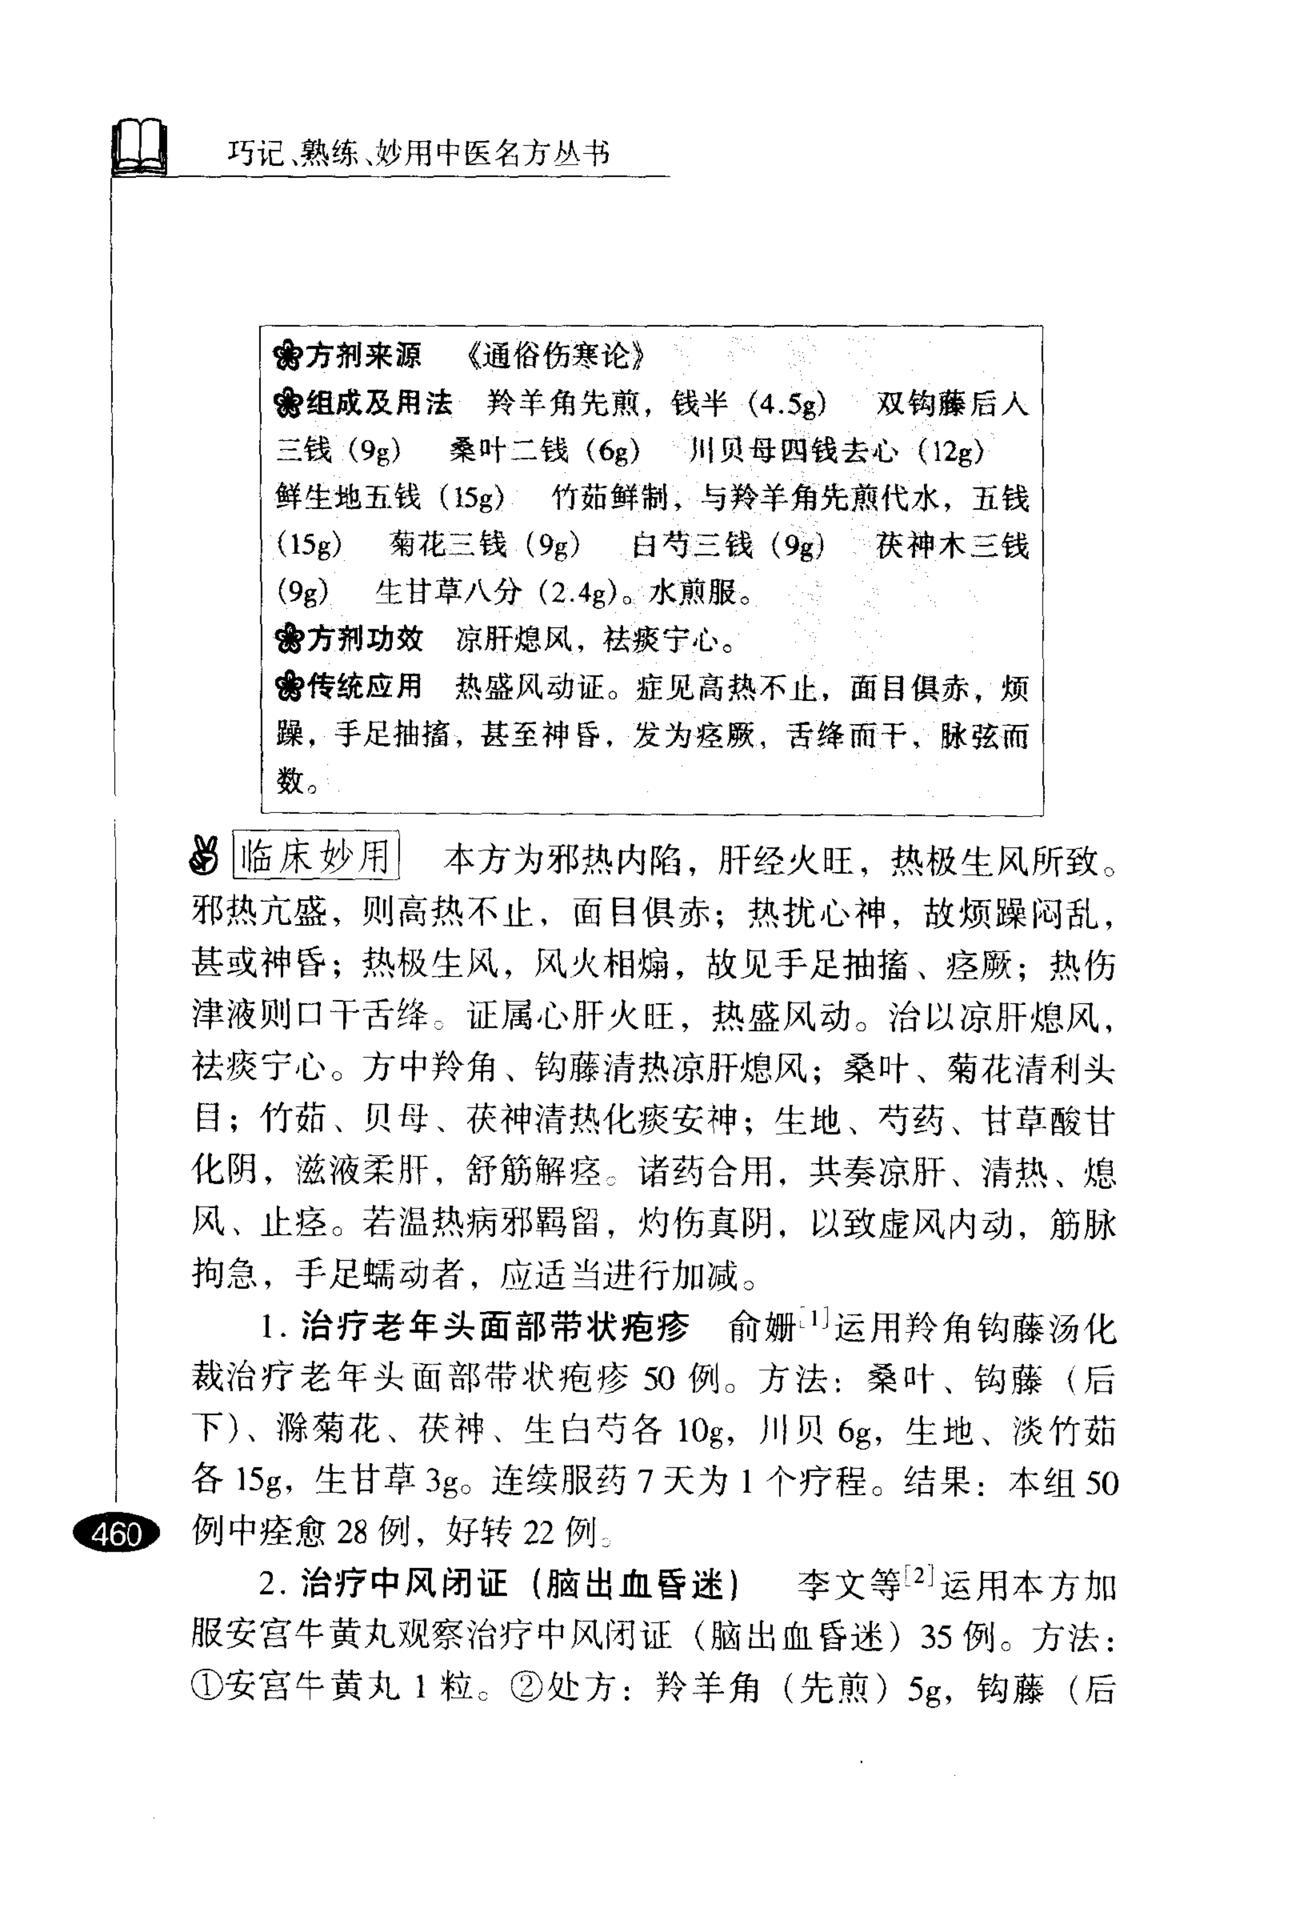 巧记、熟练、妙用中医名方丛书
方剂来源 《通俗伤寒论》
组成及用法 羚羊角先煎，钱半（4.5g） 双钩藤后入
三钱（9g） 桑叶二钱（6g） 川贝母四钱去心（12g）
鲜生地五钱（15g） 竹茹鲜制，与羚羊角先煎代水，五钱
（15g） 菊花三钱（9g） 白芍三钱（9g） 茯神木三钱
（9g） 生甘草八分（2.4g）。水煎服。
方剂功效 凉肝熄风，祛痰宁心。
传统应用 热盛风动证。症见高热不止，面目俱赤，烦
躁，手足抽搐，甚至神昏，发为痉厥，舌绛而干，脉弦而
数。
临床妙用 本方为邪热内陷，肝经火旺，热极生风所致。
邪热亢盛，则高热不止，面目俱赤；热扰心神，故烦躁闷乱，
甚或神昏；热极生风，风火相煽，故见手足抽搐、痉厥；热伤
津液则口干舌绛。证属心肝火旺，热盛风动。治以凉肝熄风，
祛痰宁心。方中羚角、钩藤清热凉肝熄风；桑叶、菊花清利头
目；竹茹、贝母、茯神清热化痰安神；生地、芍药、甘草酸甘
化阴，滋液柔肝，舒筋解痉。诸药合用，共奏凉肝、清热、熄
风、止痉。若温热病邪羁留，灼伤真阴，以致虚风内动，筋脉
拘急，手足蠕动者，应适当进行加减。
1. 治疗老年头面部带状疱疹 俞姗[1]运用羚角钩藤汤化
裁治疗老年头面部带状疱疹 50 例。方法：桑叶、钩藤（后
下）、滁菊花、茯神、生白芍各 10g，川贝 6g，生地、淡竹茹
各 15g，生甘草 3g。连续服药 7 天为 1 个疗程。结果：本组 50
例中痊愈 28 例，好转 22 例。
460
2. 治疗中风闭证（脑出血昏迷） 李文等[2]运用本方加
服安宫牛黄丸观察治疗中风闭证（脑出血昏迷）35 例。方法：
①安宫牛黄丸 1 粒。②处方：羚羊角（先煎）5g，钩藤（后